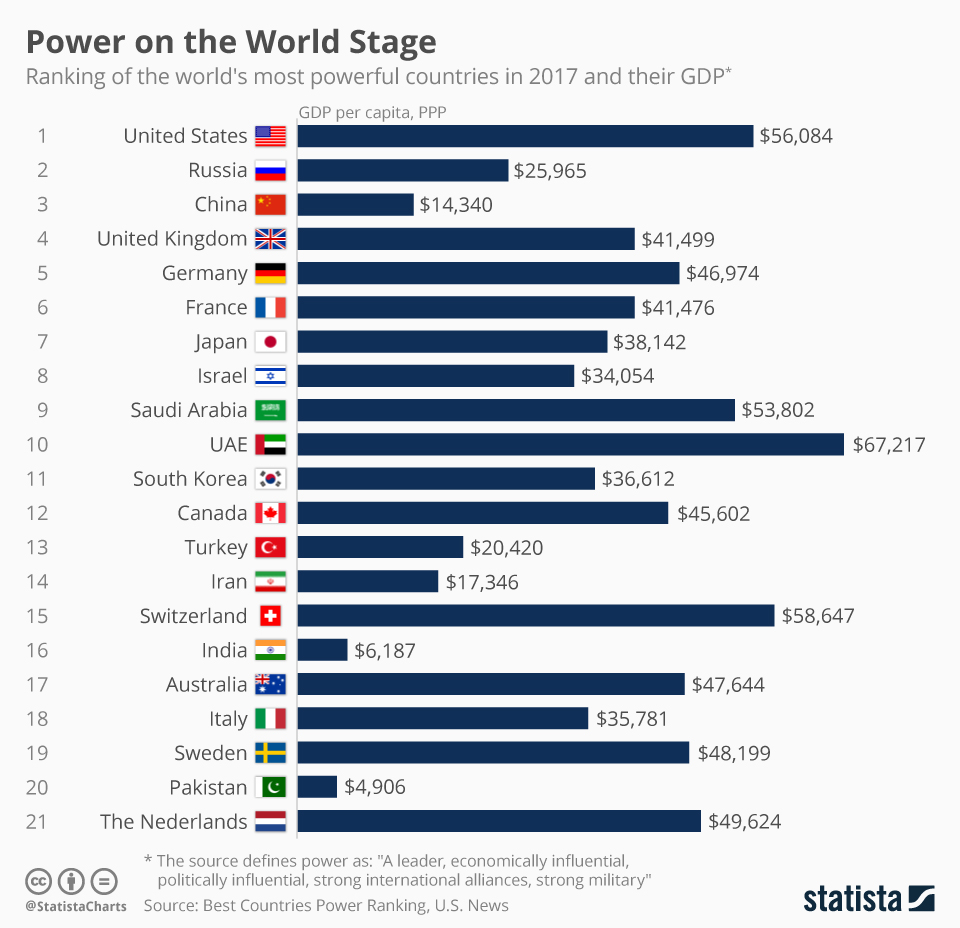 Power on the World Stage
Ranking of the world's most powerful countries in 2017 and their GDP*
GDP per capita, PPP
1 United States $56,084
2 Russia $25,965
3 China $14,340
4 United Kingdom $41,499
5 Germany $46,974
6 France $41,476
7 Japan $38,142
8 Israel $34,054
9 Saudi Arabia $53,802
10 UAE $67,217
11 South Korea $36,612
12 Canada $45,602
13 Turkey $20,420
14 Iran $17,346
15 Switzerland $58,647
16 India $6,187
17 Australia $47,644
18 Italy $35,781
19 Sweden $48,199
20 Pakistan $4,906
21 The Nederlands $49,624
* The source defines power as: "A leader, economically influential,
politically influential, strong international alliances, strong military"
cc
@StatistaCharts Source: Best Countries Power Ranking, U.S. News
statista